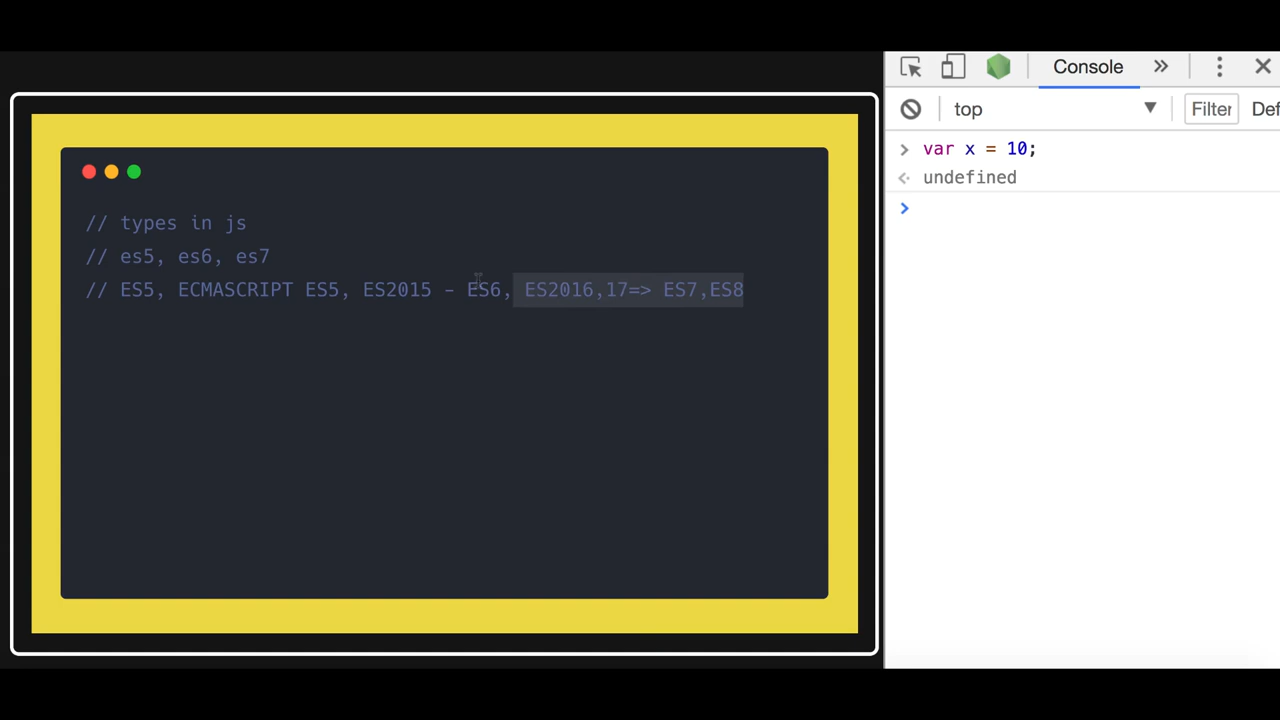 // types in js
// es5, es6, es7
// ES5, ECMASCRIPT ES5, ES2015 - ES6, ES2016,17=> ES7,ES8
Console
top
Filter
Def
var x = 10;
undefined